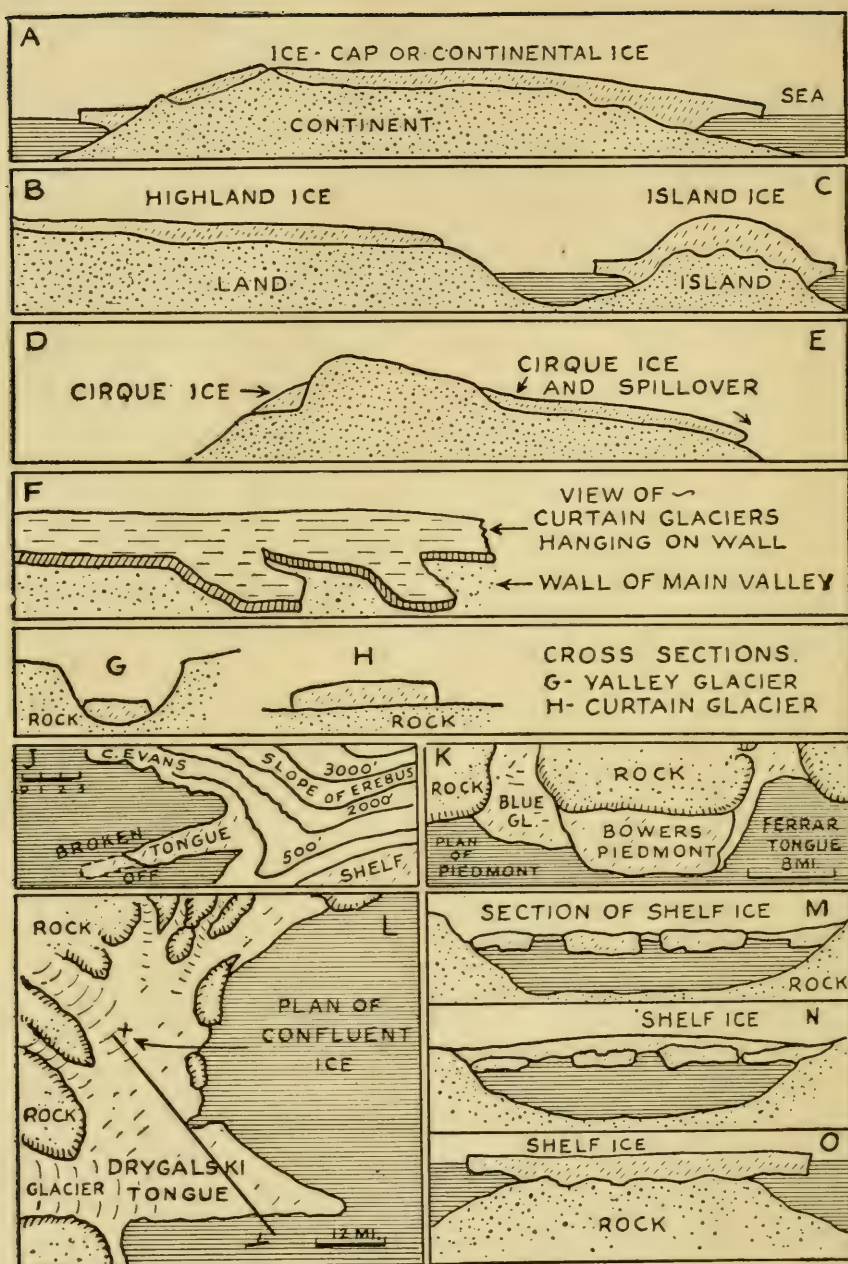 A
ICE-CAP OR CONTINENTAL ICE
SEA
CONTINENT
B
HIGHLAND ICE
ISLAND ICE
C
LAND
ISLAND
D
E
CIRQUE ICE
CIRQUE ICE
AND SPILLOVER
F
VIEW OF
CURTAIN GLACIERS
HANGING ON WALL
WALL OF MAIN VALLEY
G
H
CROSS SECTIONS.
G- VALLEY GLACIER
H- CURTAIN GLACIER
ROCK
ROCK
J
0 1 2 3
C. EVANS
SLOPE OF EREBUS
3000'
2000'
500'
BROKEN
OFF
TONGUE
SHELF
K
ROCK
ROCK
BLUE
GL.
BOWERS
PIEDMONT
PLAN
OF
PIEDMONT
FERRAR
TONGUE
8 MI.
L
ROCK
PLAN OF
CONFLUENT
ICE
X
ROCK
DRYGALSKI
TONGUE
GLACIER
12 MI.
SECTION OF SHELF ICE
M
ROCK
SHELF ICE
N
SHELF ICE
O
ROCK